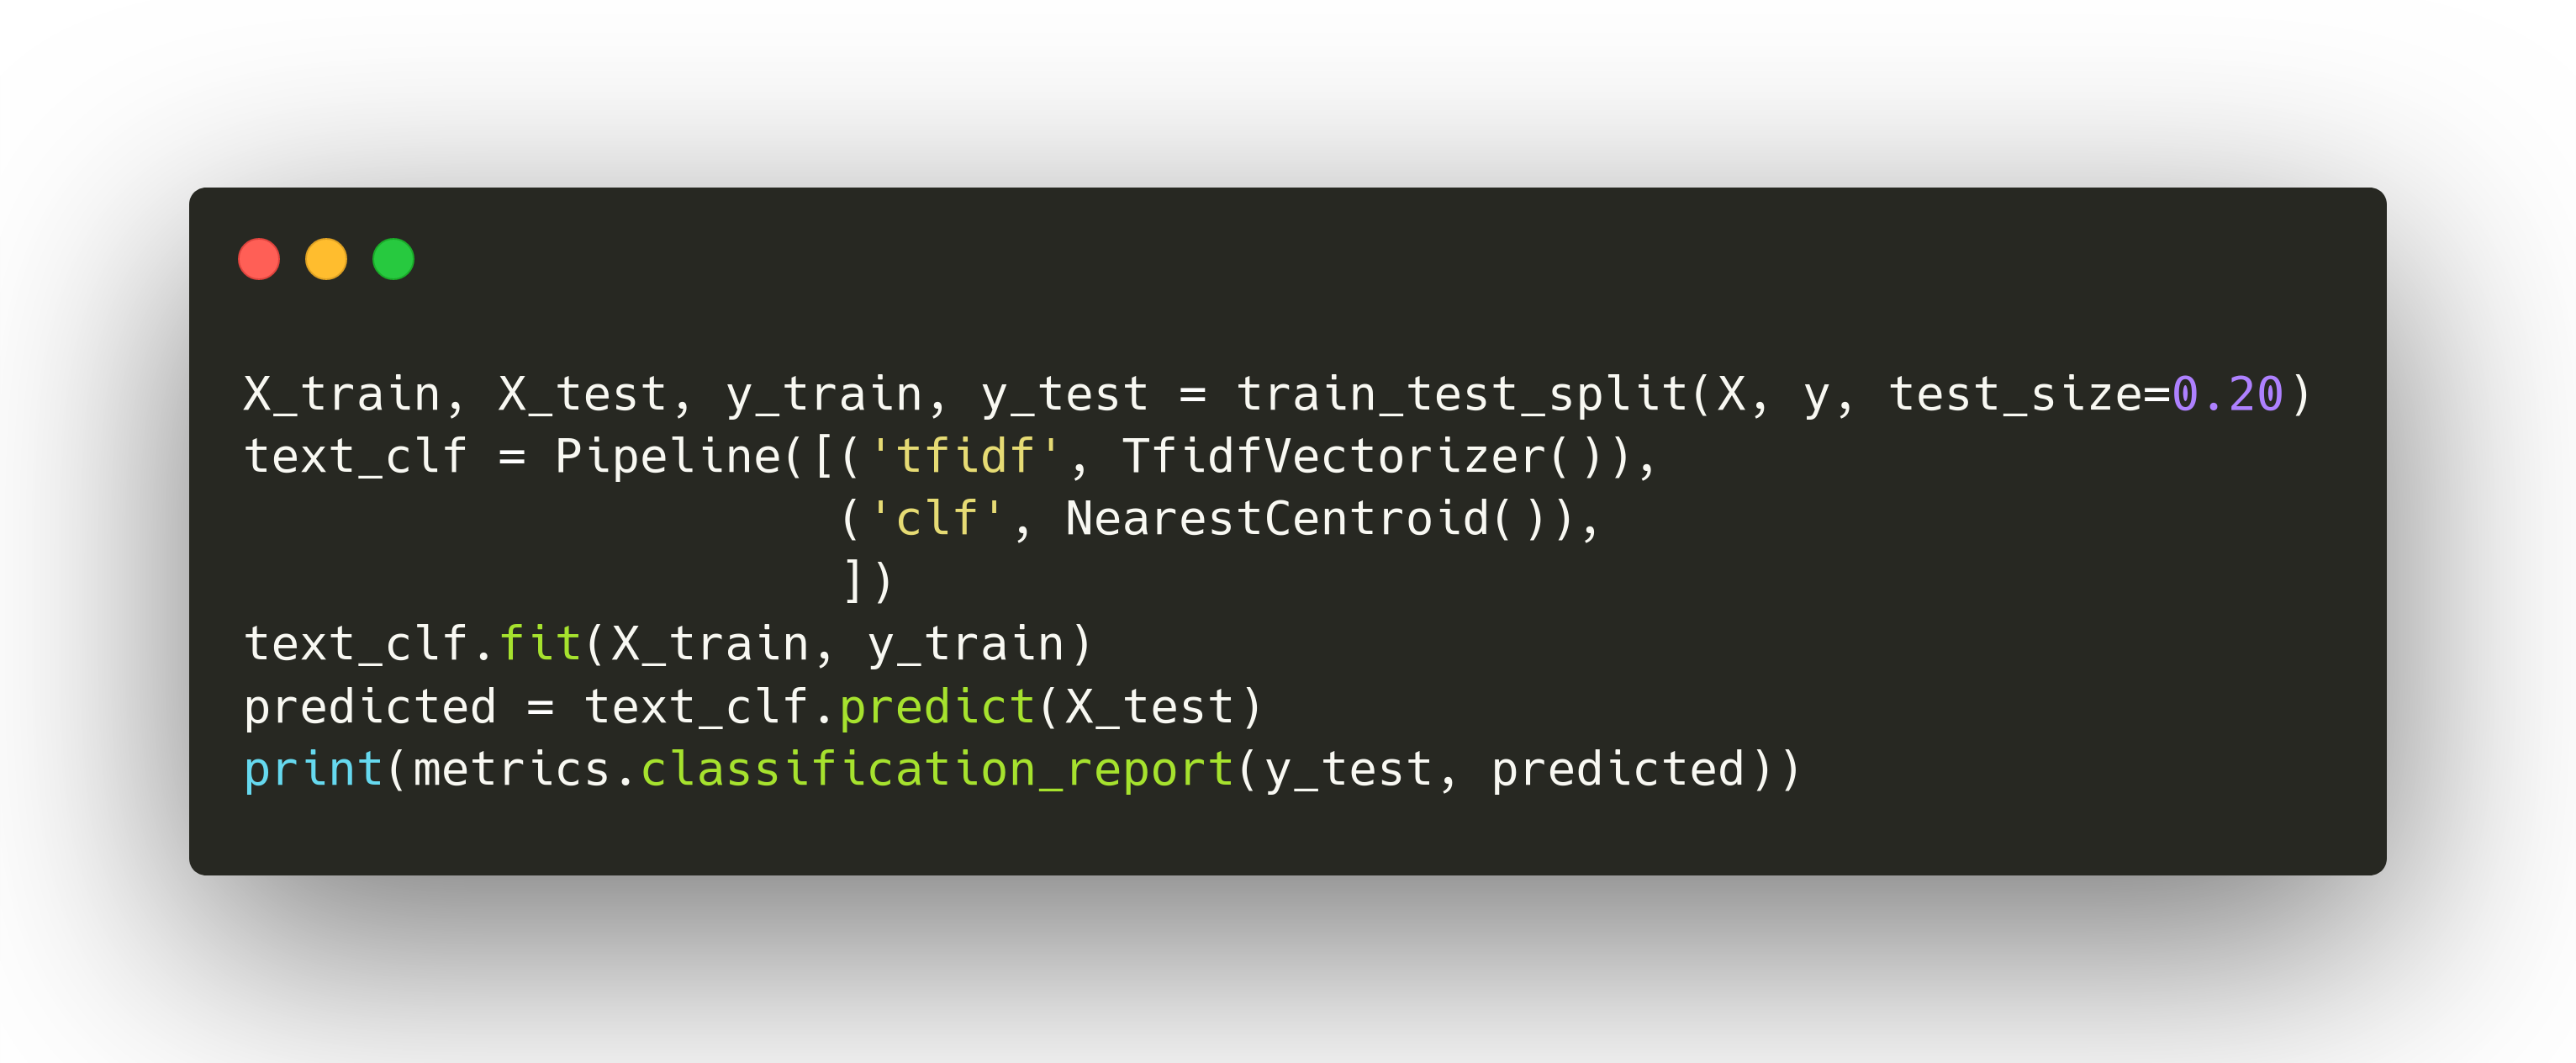 X_train, X_test, y_train, y_test = train_test_split(X, y, test_size=0.20)
text_clf = Pipeline([('tfidf', TfidfVectorizer()),
                     ('clf', NearestCentroid()),
                     ])
text_clf.fit(X_train, y_train)
predicted = text_clf.predict(X_test)
print(metrics.classification_report(y_test, predicted))